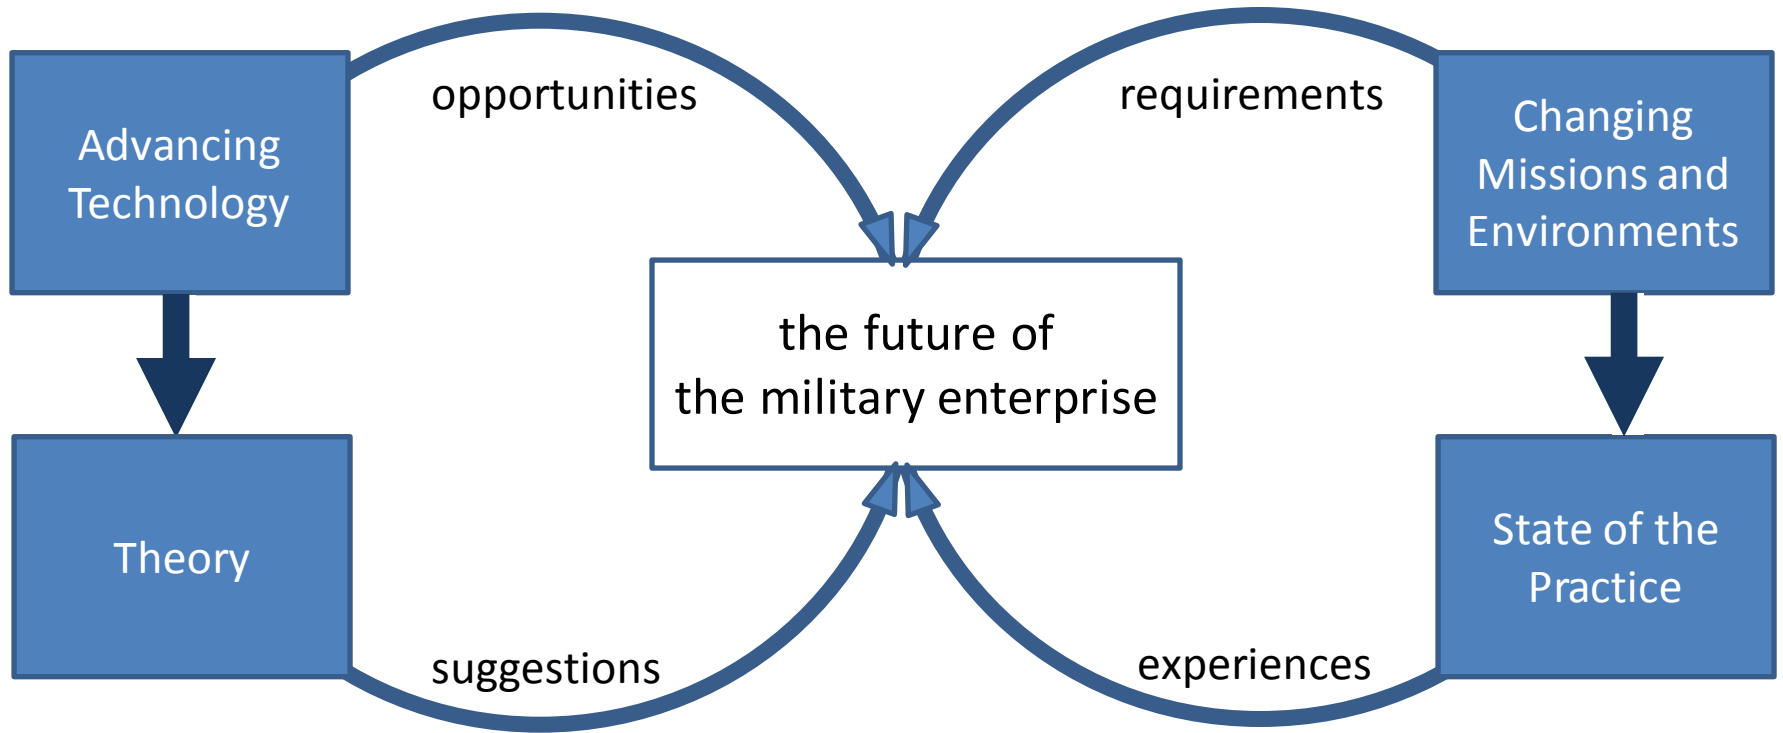 opportunities
requirements
Advancing
Technology
Changing
Missions and
Environments
the future of
the military enterprise
Theory
State of the
Practice
suggestions
experiences